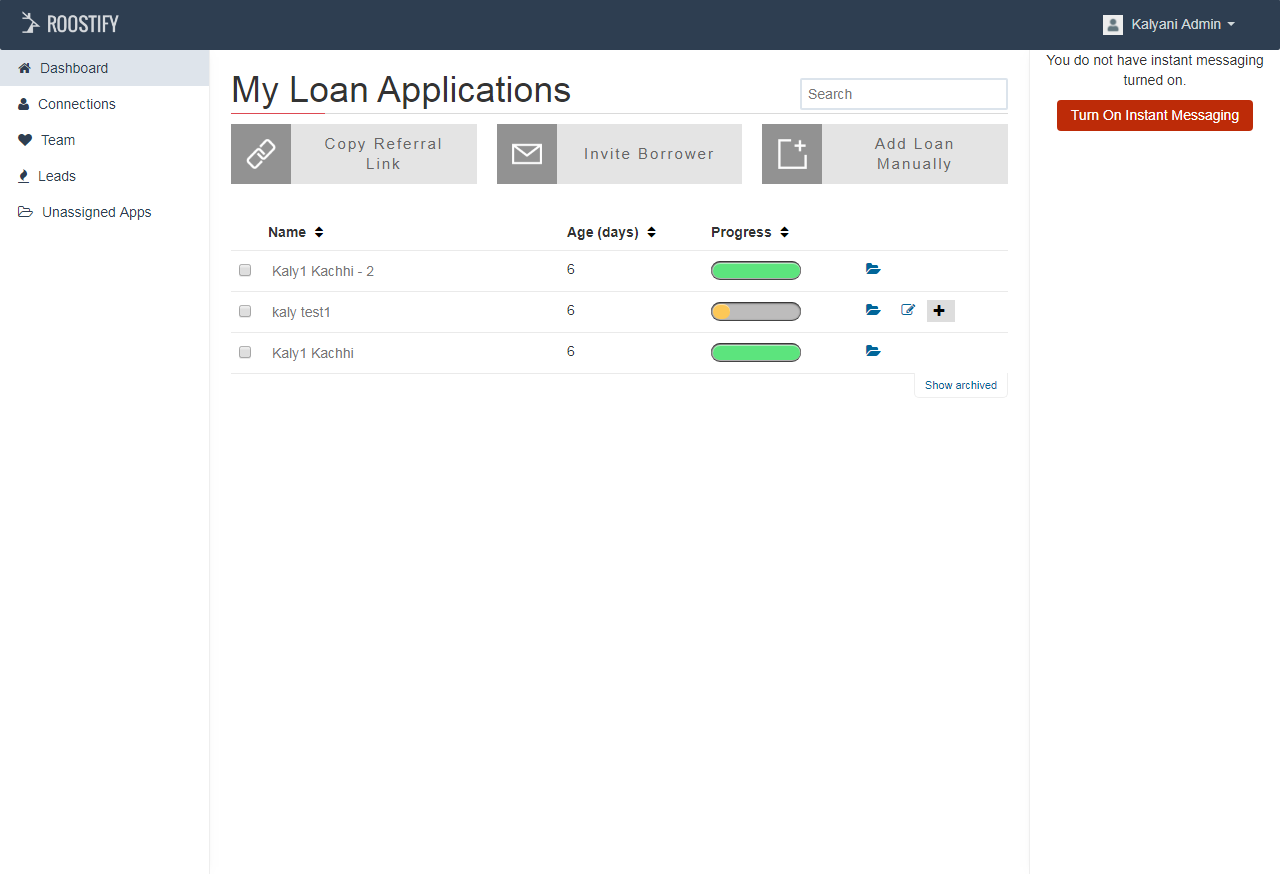 ROOSTIFY
Kalyani Admin
Dashboard
Connections
Team
Leads
Unassigned Apps
My Loan Applications
Search
Copy Referral
Link
Invite Borrower
Add Loan
Manually
Name Age (days) Progress
Kaly1 Kachhi - 2 6
kaly test1 6
Kaly1 Kachhi 6
Show archived
You do not have instant messaging
turned on.
Turn On Instant Messaging